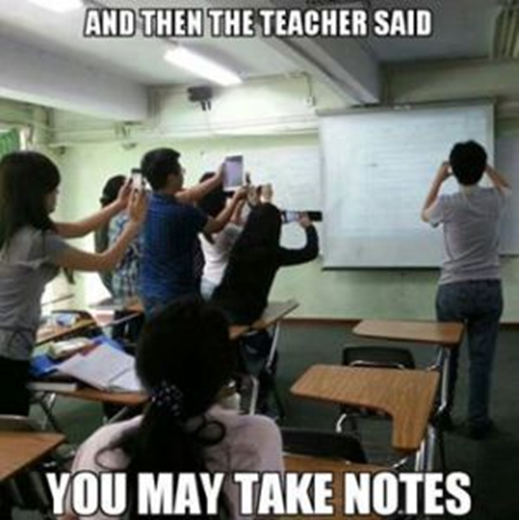 AND THEN THE TEACHER SAID
YOU MAY TAKE NOTES